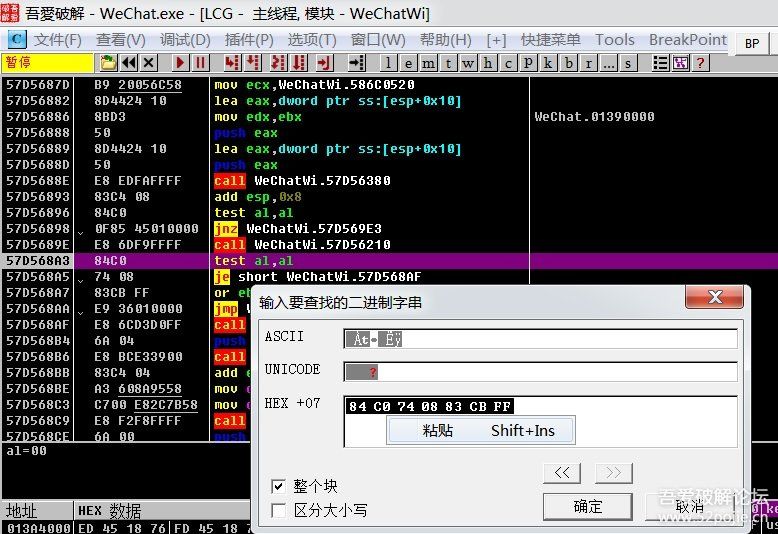 吾爱破解 - WeChat.exe - [LCG - 主线程, 模块 - WeChatWi]
C 文件(F) 查看(V) 调试(D) 插件(P) 选项(T) 窗口(W) 帮助(H) [+] 快捷菜单 Tools BreakPoint BP
暂停 l e m t w h c p k b r ... s ?
57D5687D B9 20056C58 mov ecx,WeChatWi.586C0520
57D56882 8D4424 10 lea eax,dword ptr ss:[esp+0x10]
57D56886 8BD3 mov edx,ebx WeChat.01390000
57D56888 50 push eax
57D56889 8D4424 10 lea eax,dword ptr ss:[esp+0x10]
57D5688D 50 push eax
57D5688E E8 EDFAFFFF call WeChatWi.57D56380
57D56893 83C4 08 add esp,0x8
57D56896 84C0 test al,al
57D56898 0F85 45010000 jnz WeChatWi.57D569E3
57D5689E E8 6DF9FFFF call WeChatWi.57D56210
57D568A3 84C0 test al,al
57D568A5 74 08 je short WeChatWi.57D568AF
57D568A7 83CB FF or
57D568AA E9 36010000 jmp
57D568AF E8 6CD3D0FF call
57D568B4 6A 04 push
57D568B6 E8 BCE33900 call
57D568BB 83C4 04 add
57D568BE A3 608A9558 mov
57D568C3 C700 E82C7B58 mov
57D568C9 E8 F2F8FFFF call
57D568CE 6A 00 push
al=00
地址 HEX 数据
013A4000 ED 45 18 76 FD 45 18 7
输入要查找的二进制字串
ASCII Àt Ëÿ
UNICODE ?
HEX +07 84 C0 74 08 83 CB FF
粘贴 Shift+Ins
整个块
区分大小写
<< >>
确定 取消
吾爱破解论坛
www.52pojie.cn